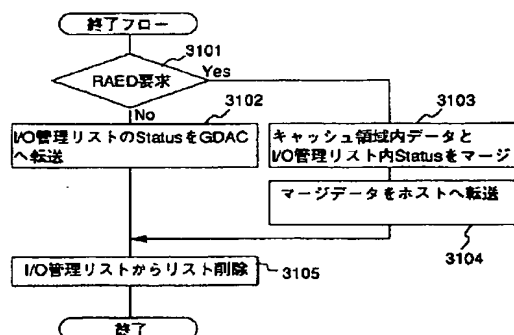 終了フロー
3101
RAED要求
Yes
No
3102
I/O管理リストのStatusをGDAC
へ転送
3103
キャッシュ領域内データと
I/O管理リスト内Statusをマージ
マージデータをホストへ転送
3104
I/O管理リストからリスト削除
3105
終了